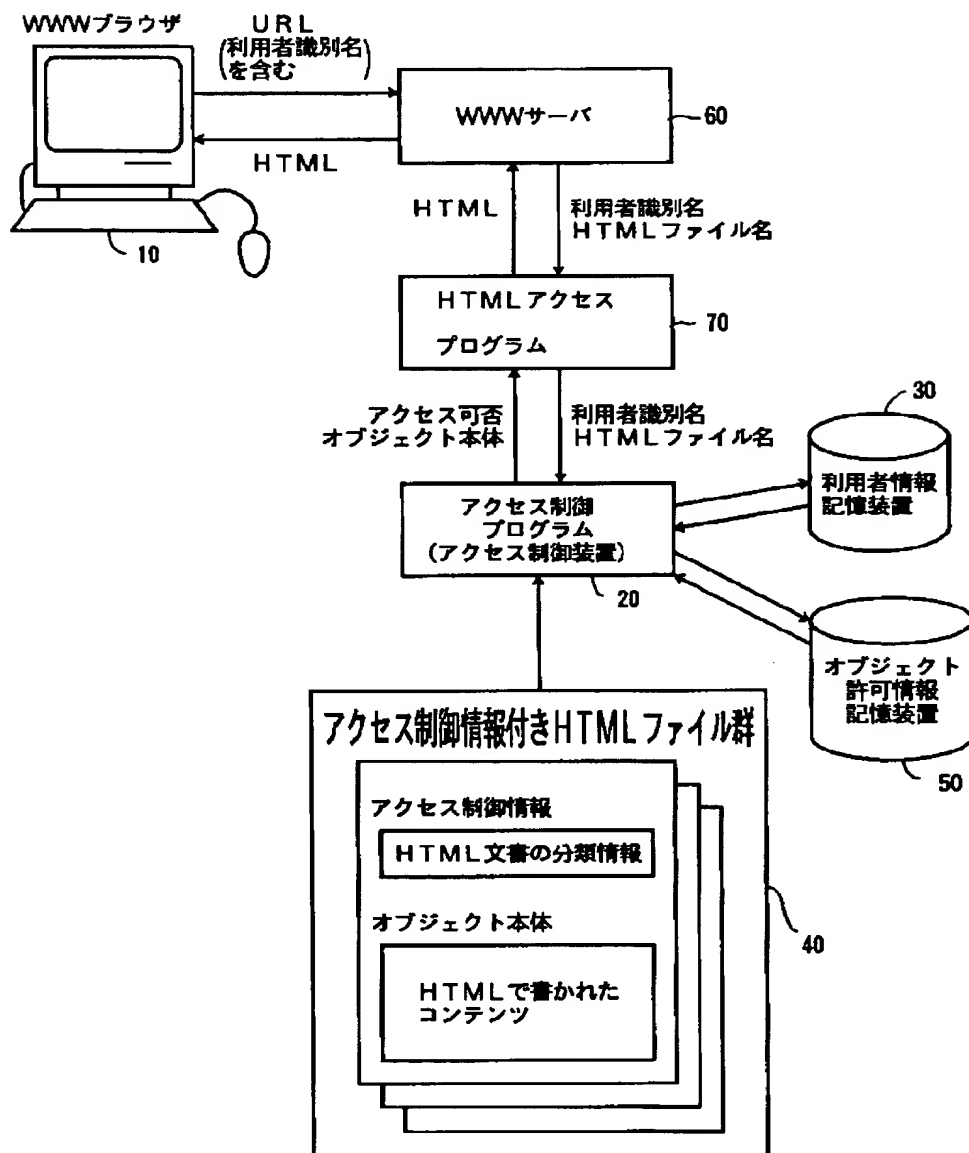 WWWブラウザ
URL
(利用者識別名)
を含む
HTML
10
WWWサーバ
60
HTML
利用者識別名
HTMLファイル名
HTMLアクセス
プログラム
70
アクセス可否
オブジェクト本体
利用者識別名
HTMLファイル名
アクセス制御
プログラム
(アクセス制御装置)
20
30
利用者情報
記憶装置
オブジェクト
許可情報
記憶装置
50
アクセス制御情報付きHTMLファイル群
アクセス制御情報
HTML文書の分類情報
オブジェクト本体
HTMLで書かれた
コンテンツ
40